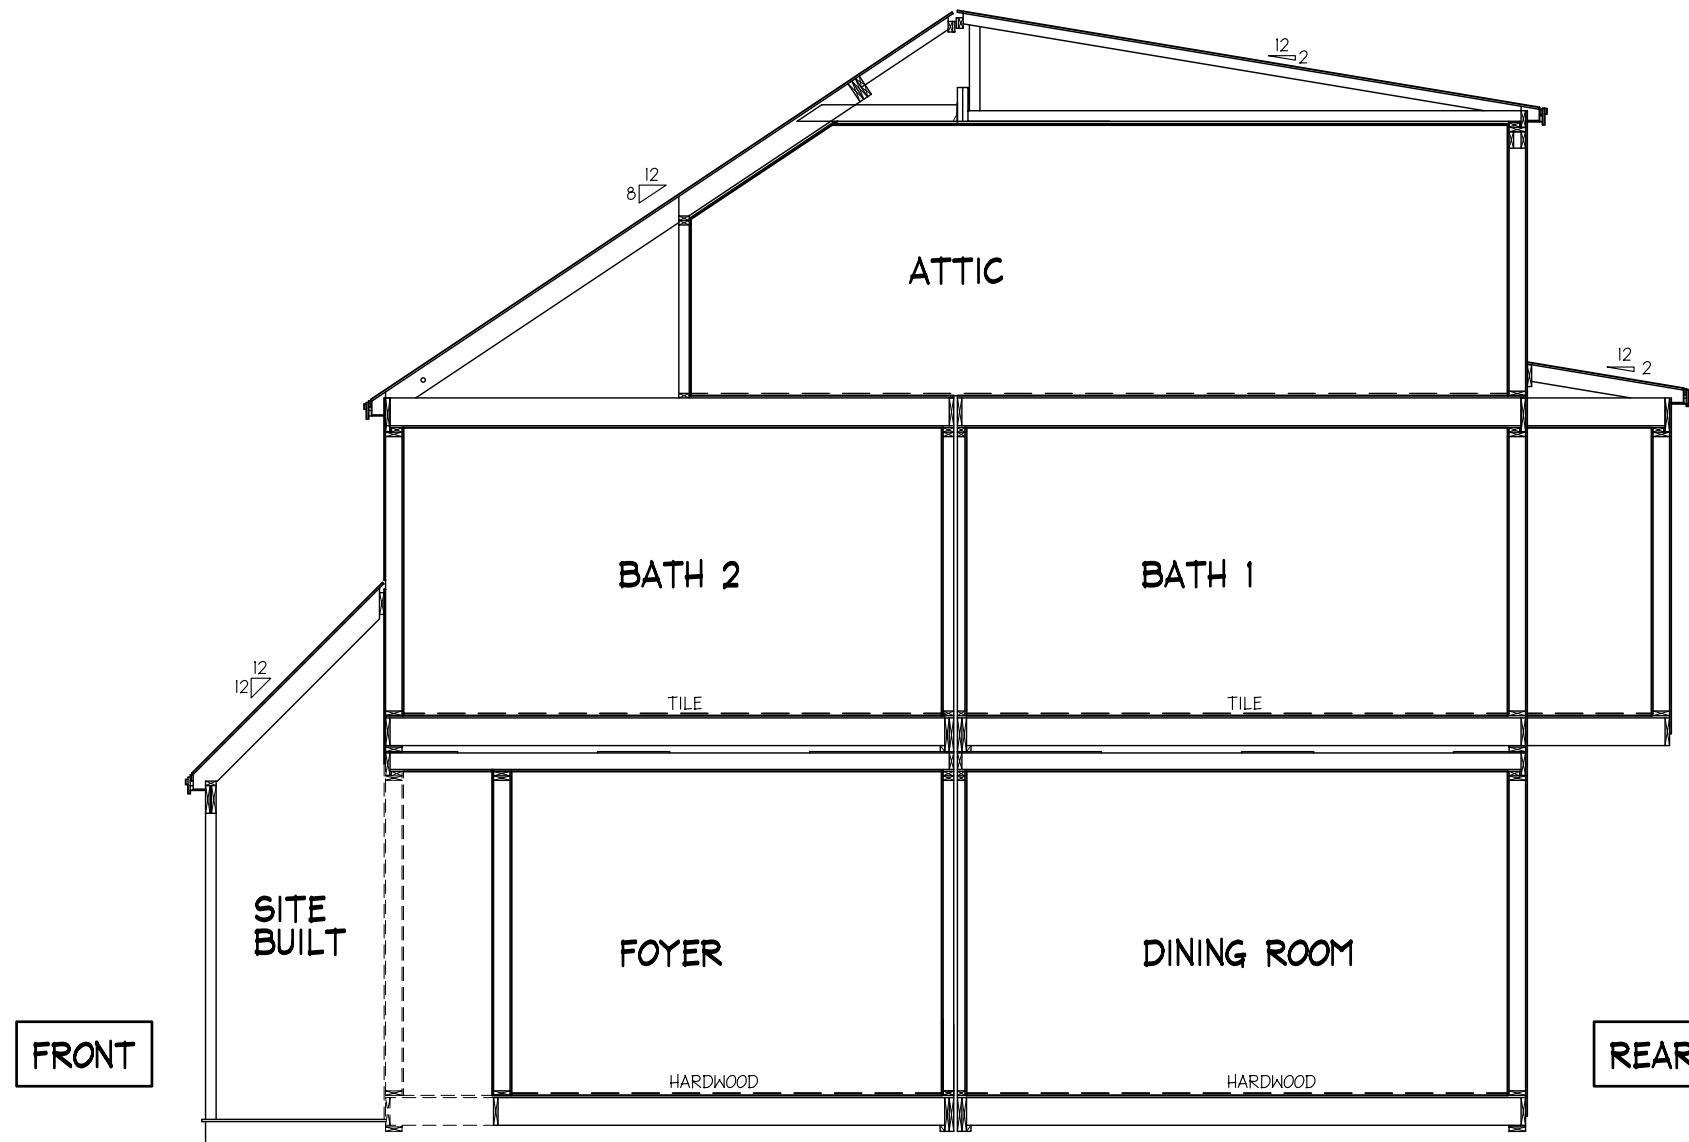 12
2
12
8
ATTIC
12
2
BATH 2
BATH 1
12
12
TILE
TILE
SITE
BUILT
FOYER
DINING ROOM
FRONT
REAR
HARDWOOD
HARDWOOD